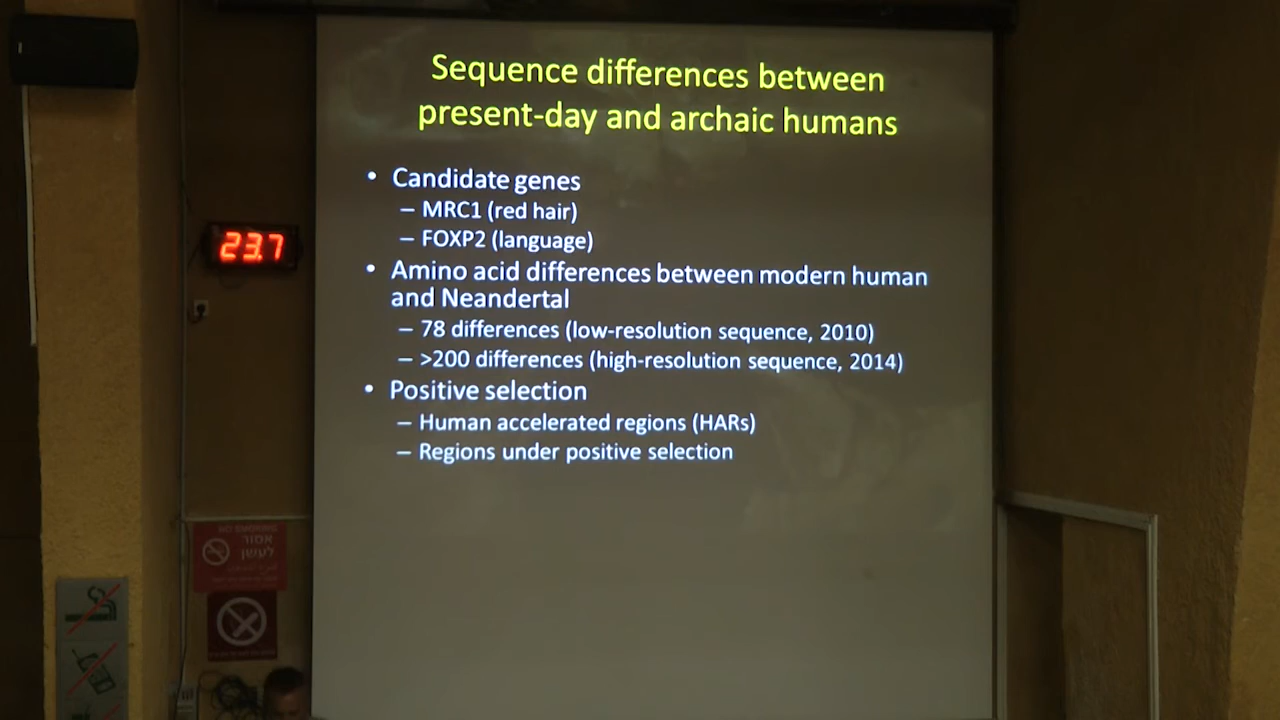 Sequence differences between
present-day and archaic humans
• Candidate genes
– MRC1 (red hair)
– FOXP2 (language)
• Amino acid differences between modern human
and Neandertal
– 78 differences (low-resolution sequence, 2010)
– >200 differences (high-resolution sequence, 2014)
• Positive selection
– Human accelerated regions (HARs)
– Regions under positive selection
23.7
NO SMOKING
אסור
לעשן